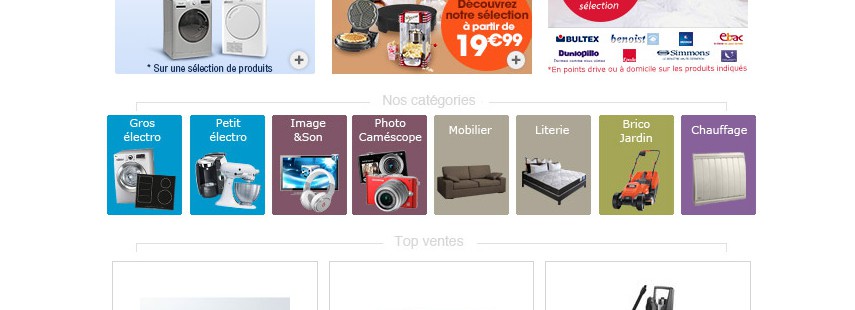 * Sur une sélection de produits
Découvrez
notre sélection
à partir de
19€99
sélection
BULTEX
benoist
ebac
Dunlopillo
Simmons
*En points drive ou à domicile sur les produits indiqués
Nos catégories
Gros
électro
Petit
électro
Image
&Son
Photo
Caméscope
Mobilier
Literie
Brico
Jardin
Chauffage
Top ventes